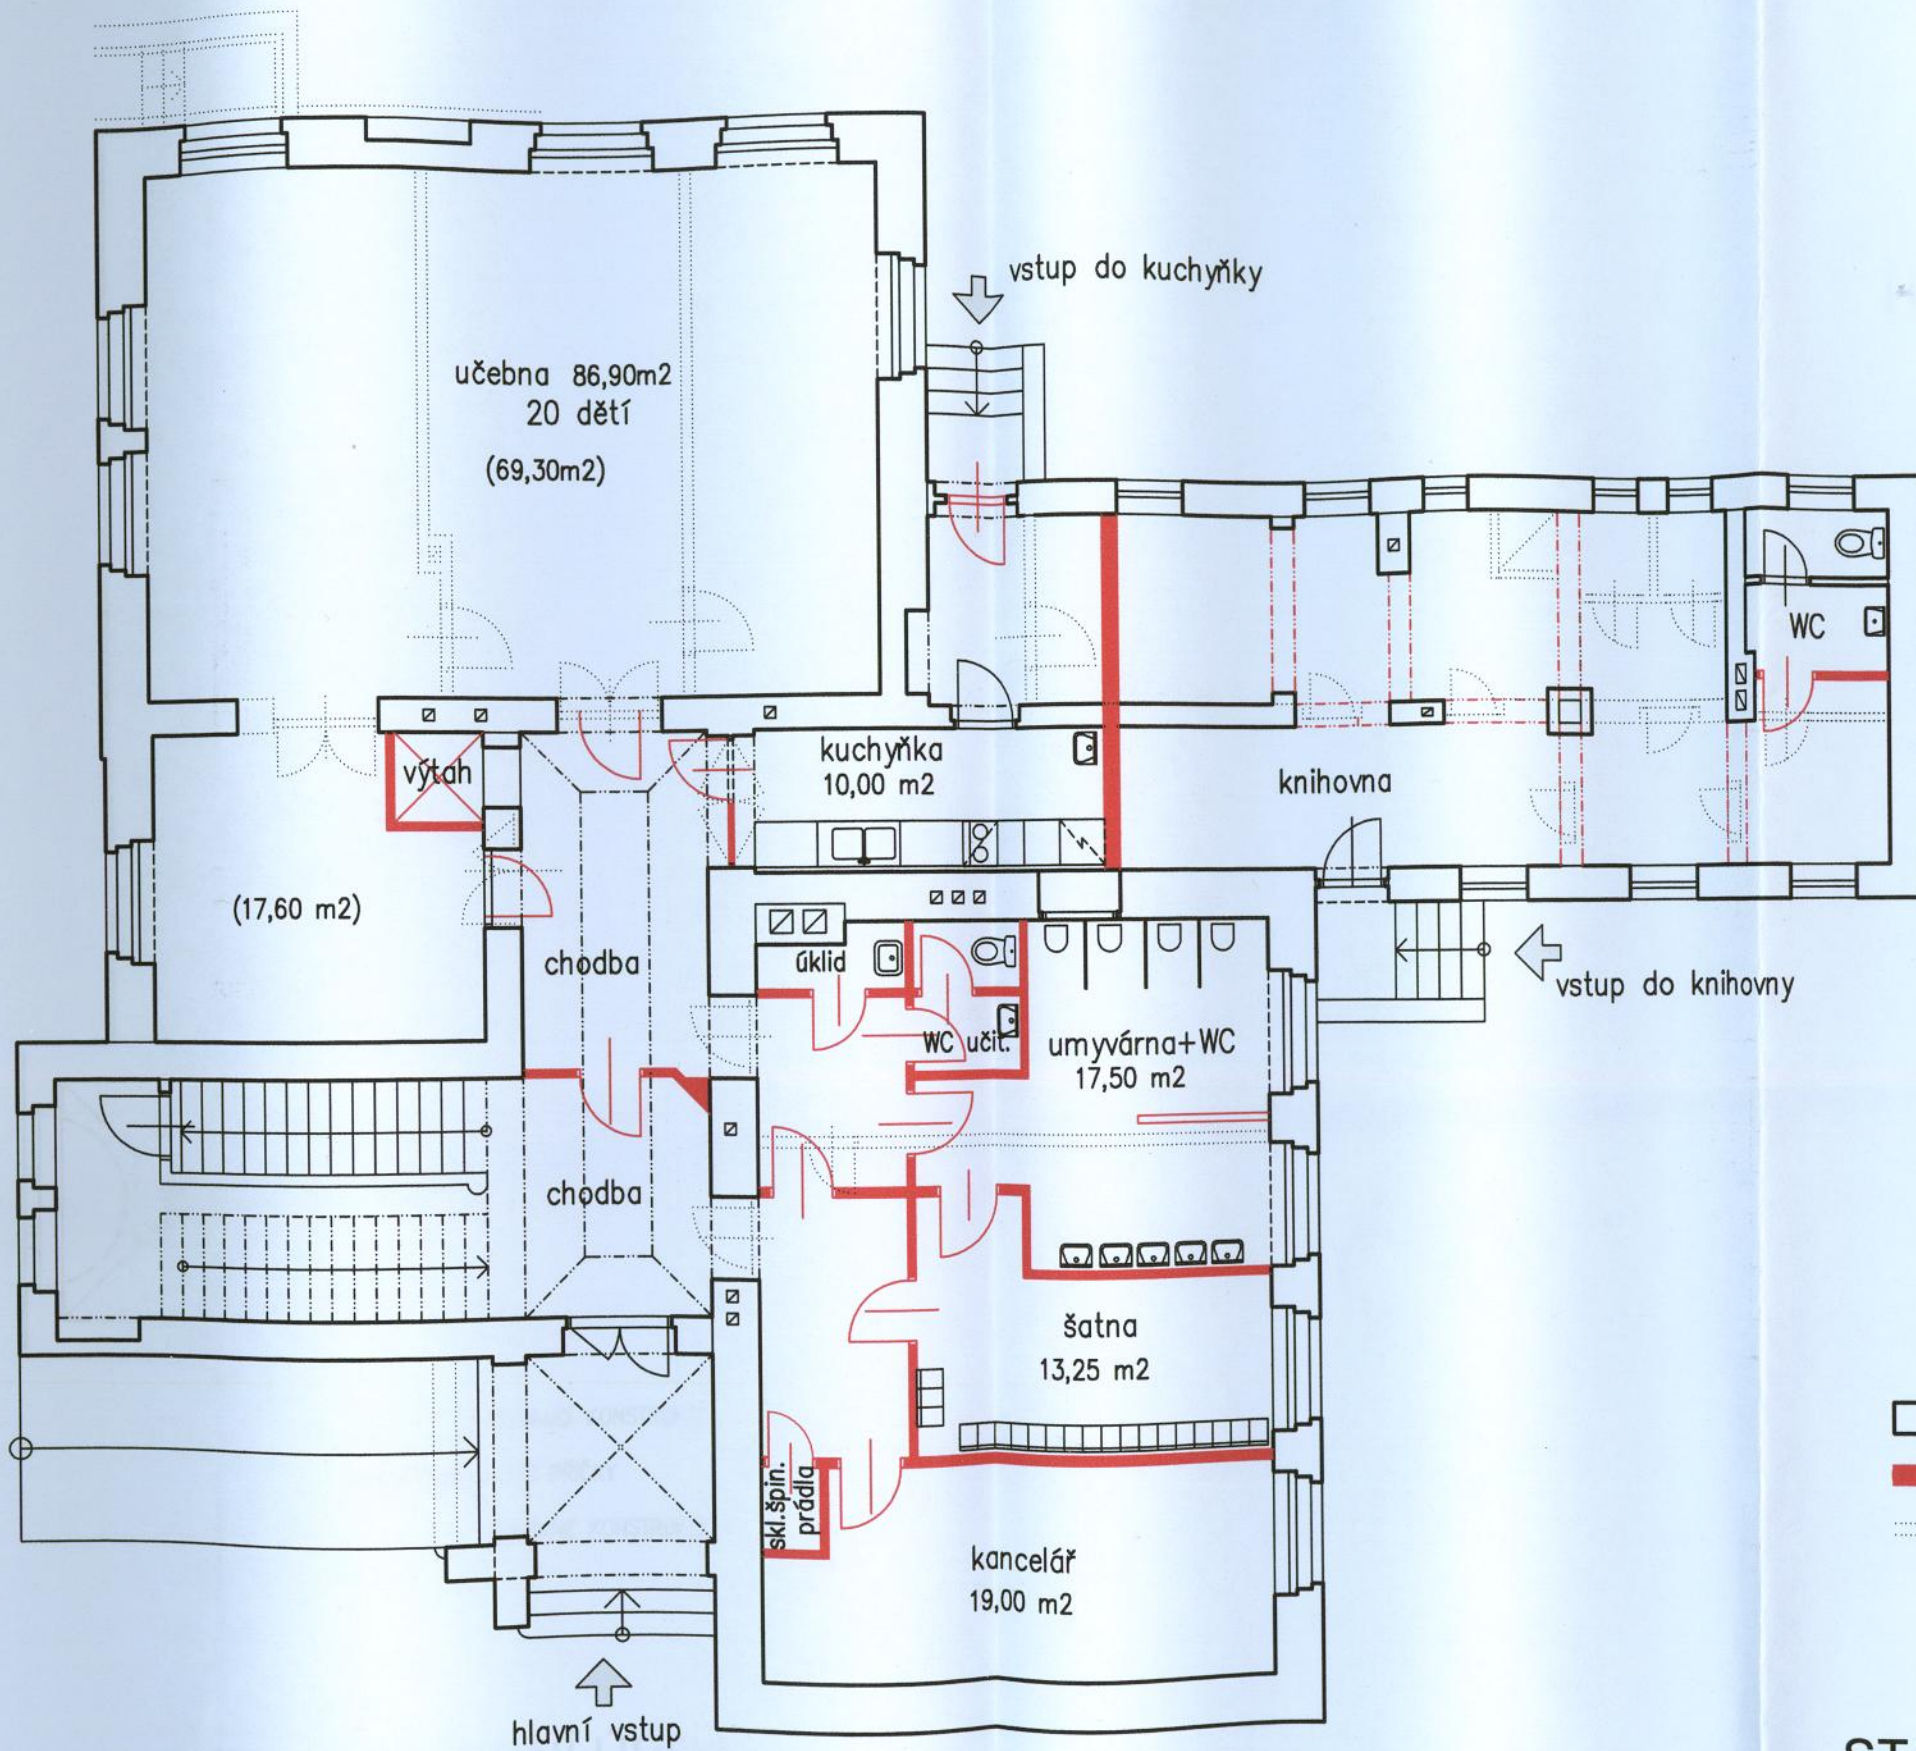 vstup do kuchyňky
učebna 86,90m2
20 dětí
(69,30m2)
WC
výtah
kuchyňka
10,00 m2
knihovna
(17,60 m2)
chodba
úklid
vstup do knihovny
WC učit.
umyvárna+WC
17,50 m2
chodba
šatna
13,25 m2
skl.špin.
prádla
kancelář
19,00 m2
hlavní vstup
ST